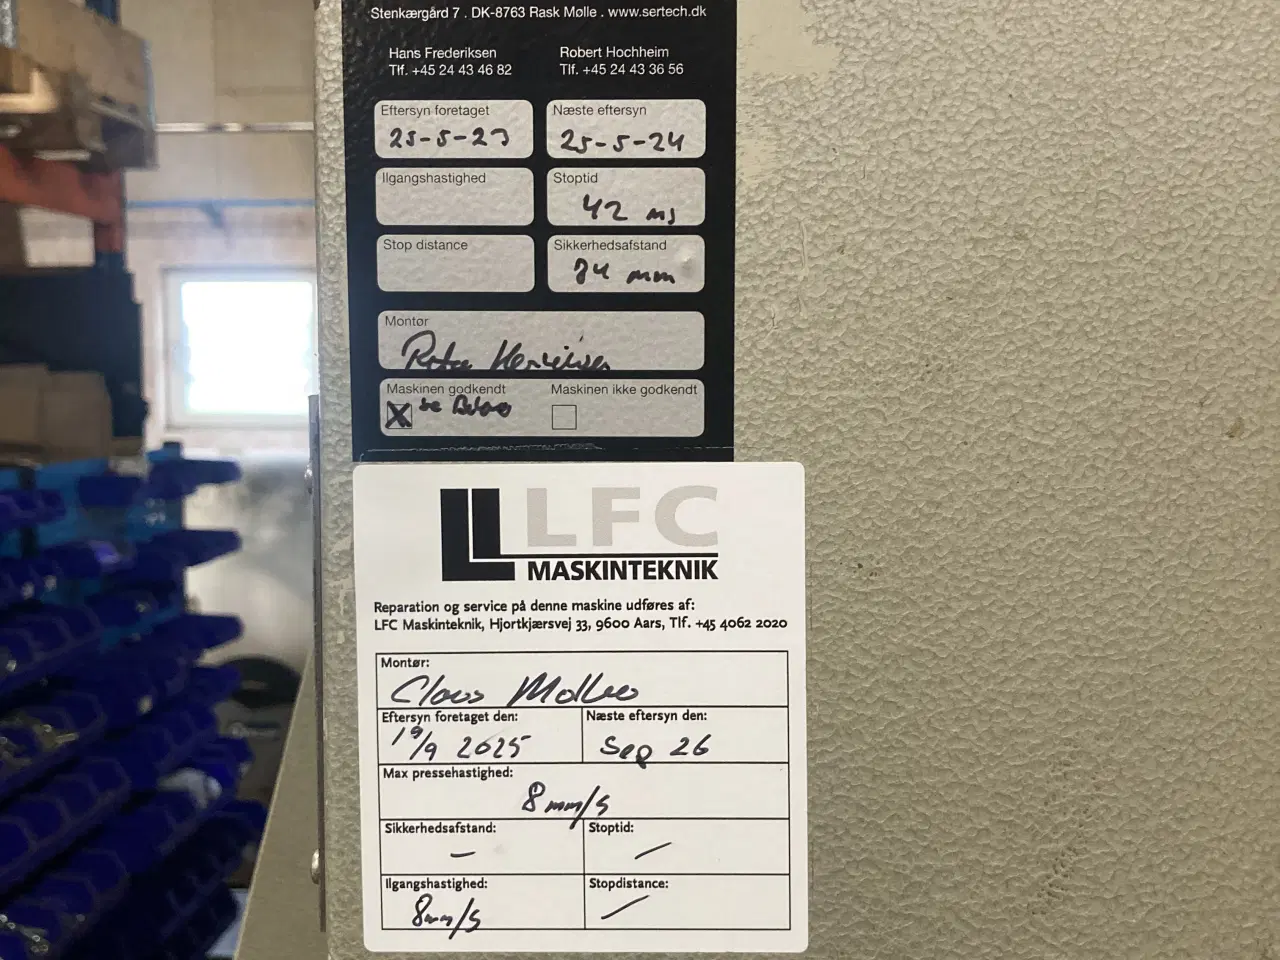 Stenkærgård 7 . DK-8763 Rask Mølle . www.sertech.dk
Hans Frederiksen
Tlf. +45 24 43 46 82
Robert Hochheim
Tlf. +45 24 43 36 56
Eftersyn foretaget
25-5-23
Næste eftersyn
25-5-24
Ilgangshastighed
Stoptid
42 ms
Stop distance
Sikkerhedsafstand
84 mm
Montør
Maskinen godkendt
X se
Maskinen ikke godkendt
LFC
MASKINTEKNIK
Reparation og service på denne maskine udføres af:
LFC Maskinteknik, Hjortkjærsvej 33, 9600 Aars, Tlf. +45 4062 2020
Montør:
Eftersyn foretaget den:
19/9 2025
Næste eftersyn den:
Sep 26
Max pressehastighed:
8 mm/s
Sikkerhedsafstand:
–
Stoptid:
/
Ilgangshastighed:
8mm/s
Stopdistance:
/